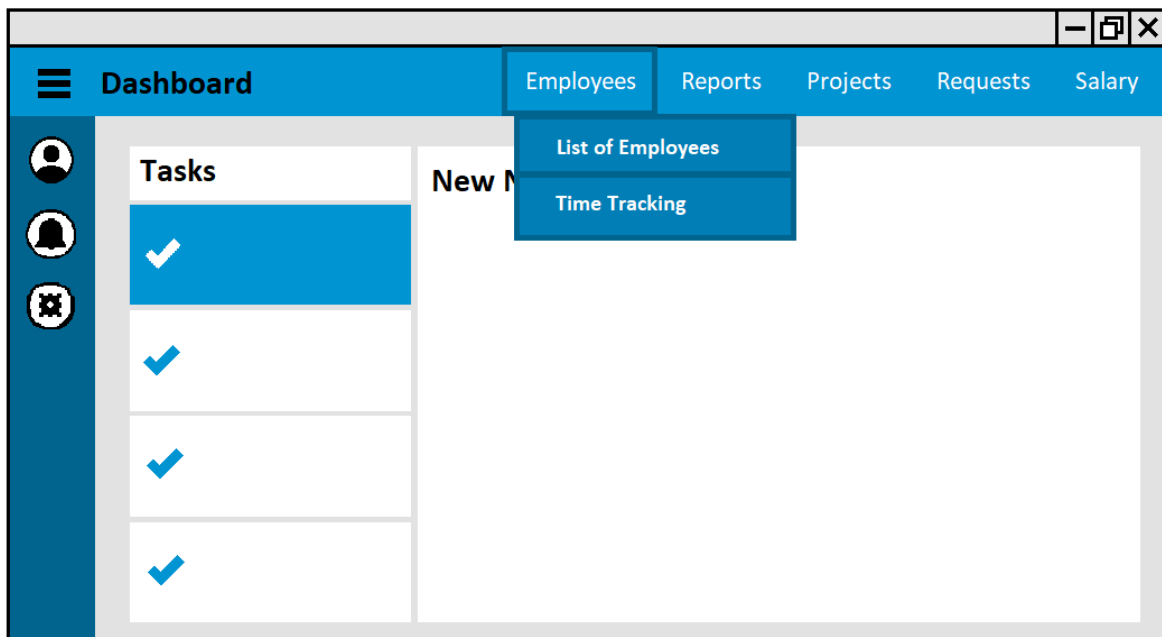 Dashboard Employees Reports Projects Requests Salary
List of Employees
Time Tracking
Tasks
New